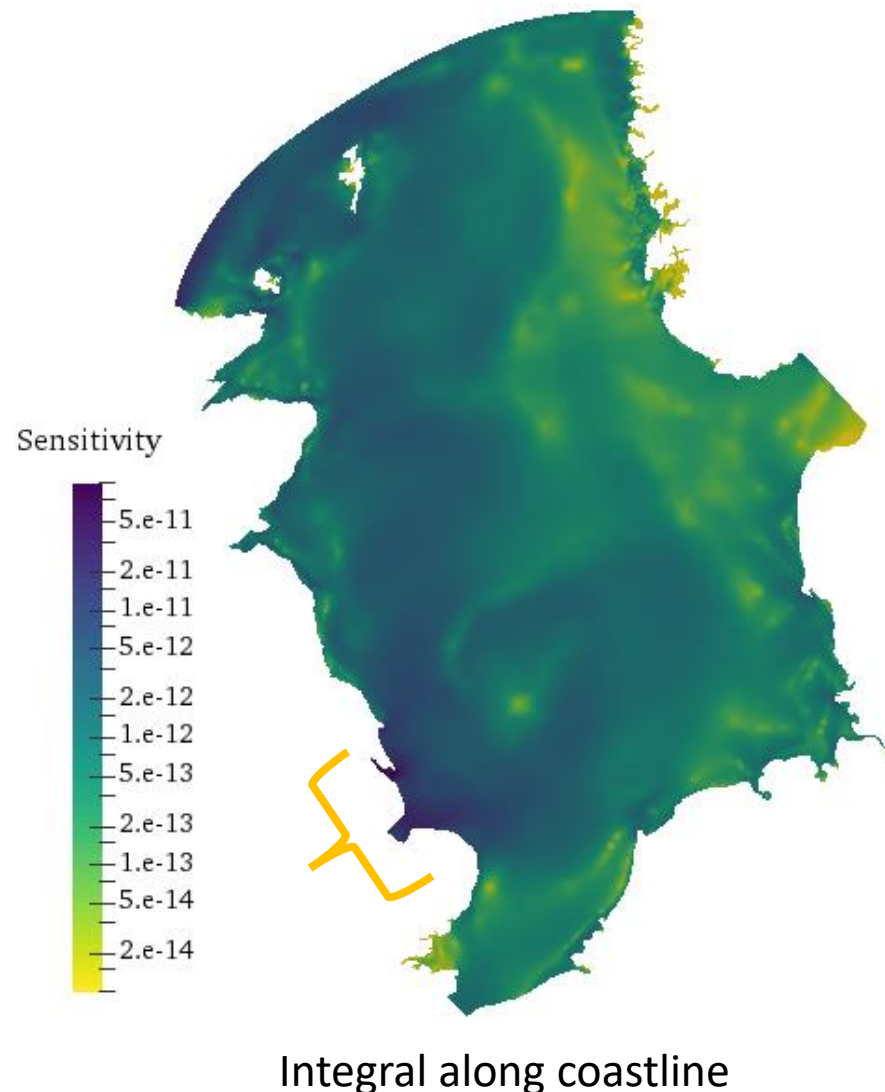 Sensitivity
5.e-11
2.e-11
1.e-11
5.e-12
2.e-12
1.e-12
5.e-13
2.e-13
1.e-13
5.e-14
2.e-14
Integral along coastline